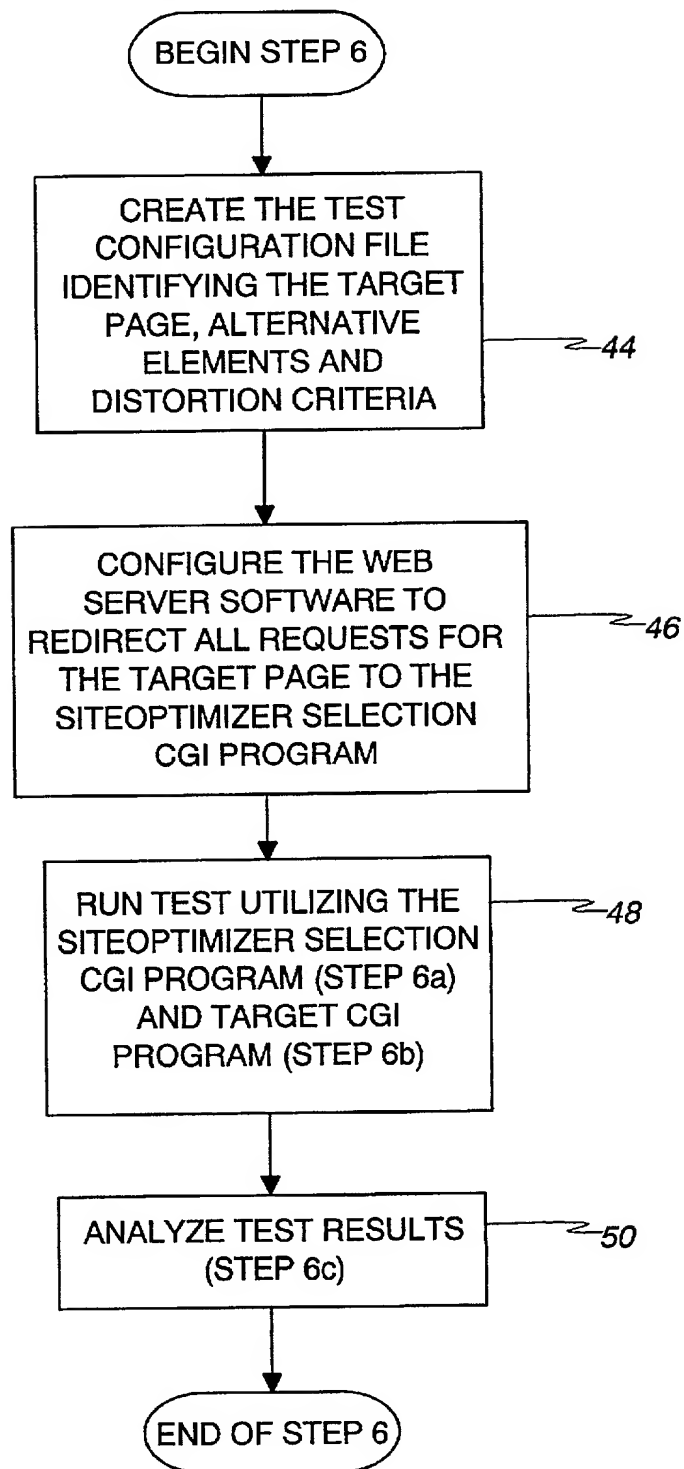 BEGIN STEP 6
CREATE THE TEST
CONFIGURATION FILE
IDENTIFYING THE TARGET
PAGE, ALTERNATIVE
ELEMENTS AND
DISTORTION CRITERIA
44
CONFIGURE THE WEB
SERVER SOFTWARE TO
REDIRECT ALL REQUESTS FOR
THE TARGET PAGE TO THE
SITEOPTIMIZER SELECTION
CGI PROGRAM
46
RUN TEST UTILIZING THE
SITEOPTIMIZER SELECTION
CGI PROGRAM (STEP 6a)
AND TARGET CGI
PROGRAM (STEP 6b)
48
ANALYZE TEST RESULTS
(STEP 6c)
50
END OF STEP 6